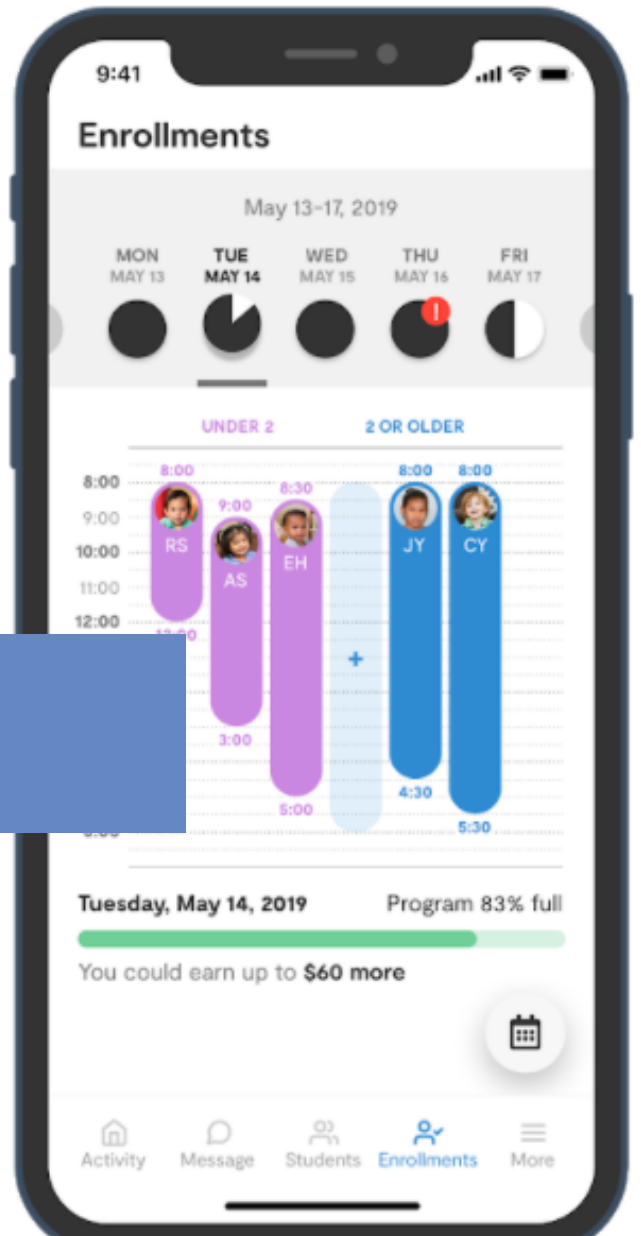 9:41
Enrollments
May 13-17, 2019
MON TUE WED THU FRI
MAY 13 MAY 14 MAY 15 MAY 16 MAY 17
!
UNDER 2 2 OR OLDER
8:00 8:00 8:00
8:00 8:30
9:00 9:00
10:00 RS EH JY CY
AS
11:00
12:00
+
3:00
4:30
5:00
5:30
Tuesday, May 14, 2019 Program 83% full
You could earn up to $60 more
Activity Message Students Enrollments More